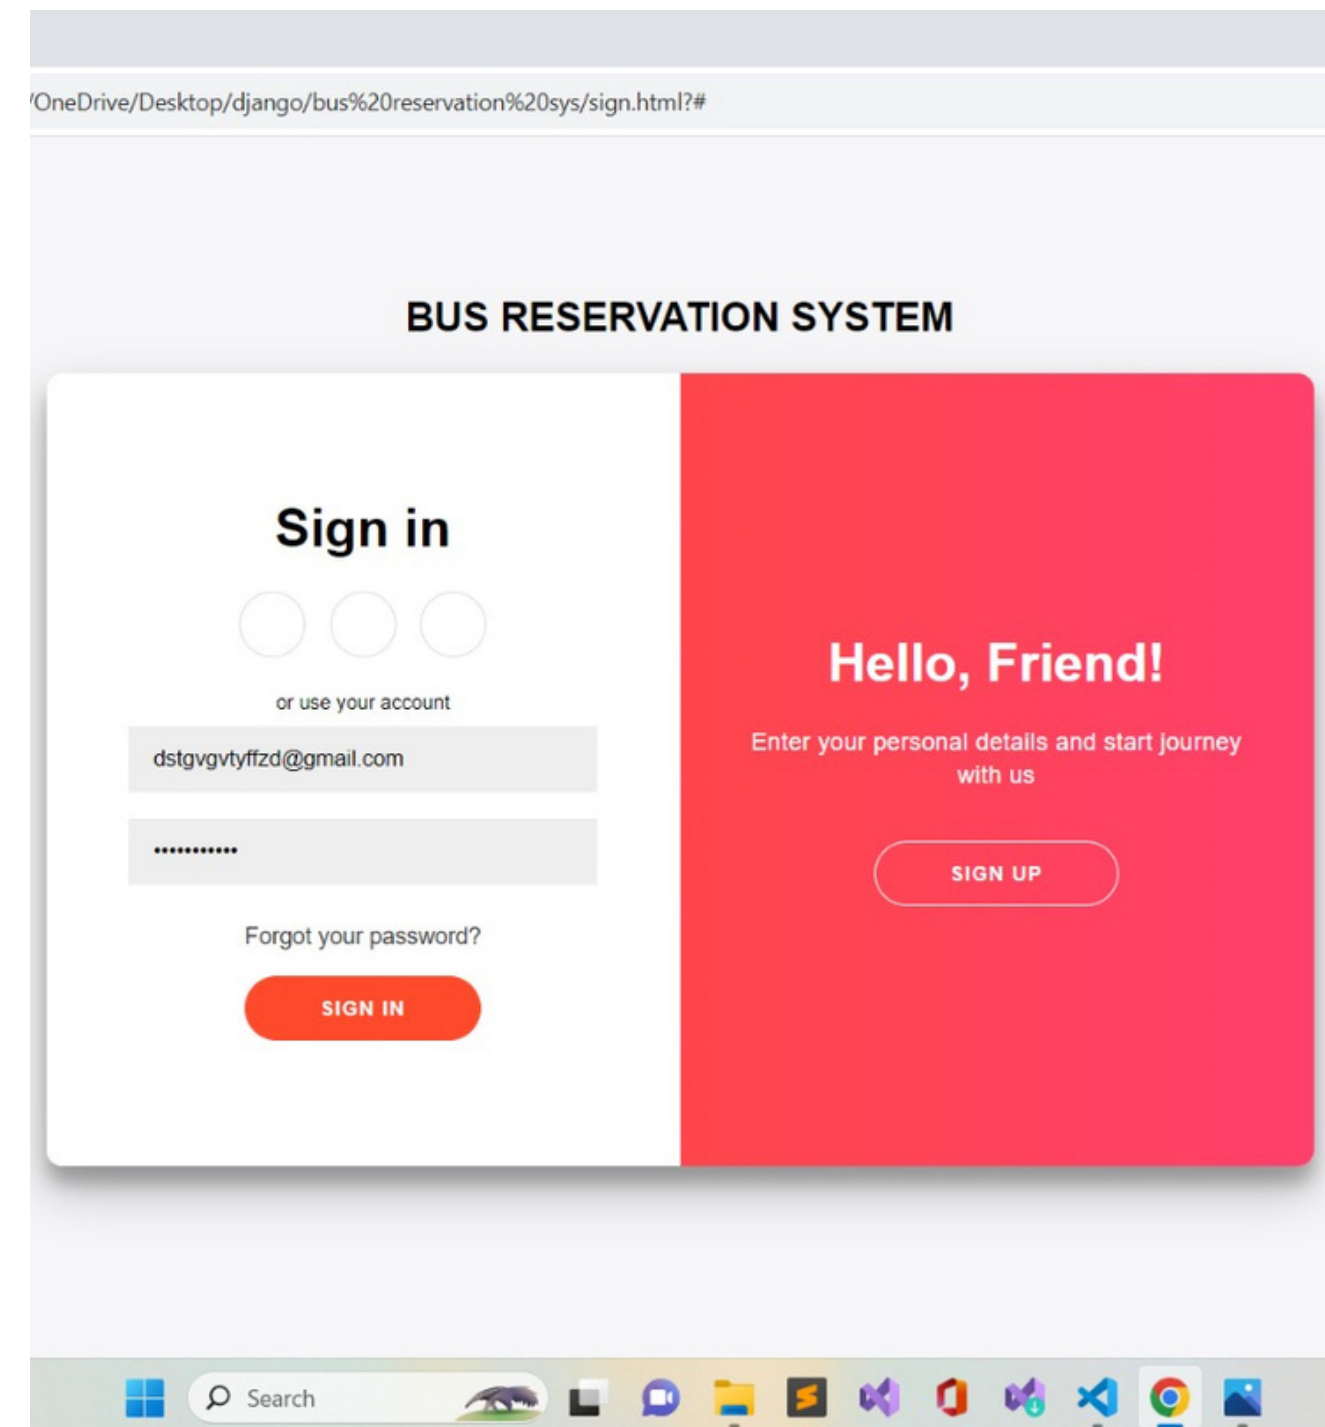 /OneDrive/Desktop/django/bus%20reservation%20sys/sign.html?#
BUS RESERVATION SYSTEM
Sign in
or use your account
dstgvgvtyffzd@gmail.com
•••••••••••
Forgot your password?
SIGN IN
Hello, Friend!
Enter your personal details and start journey
with us
SIGN UP
Search